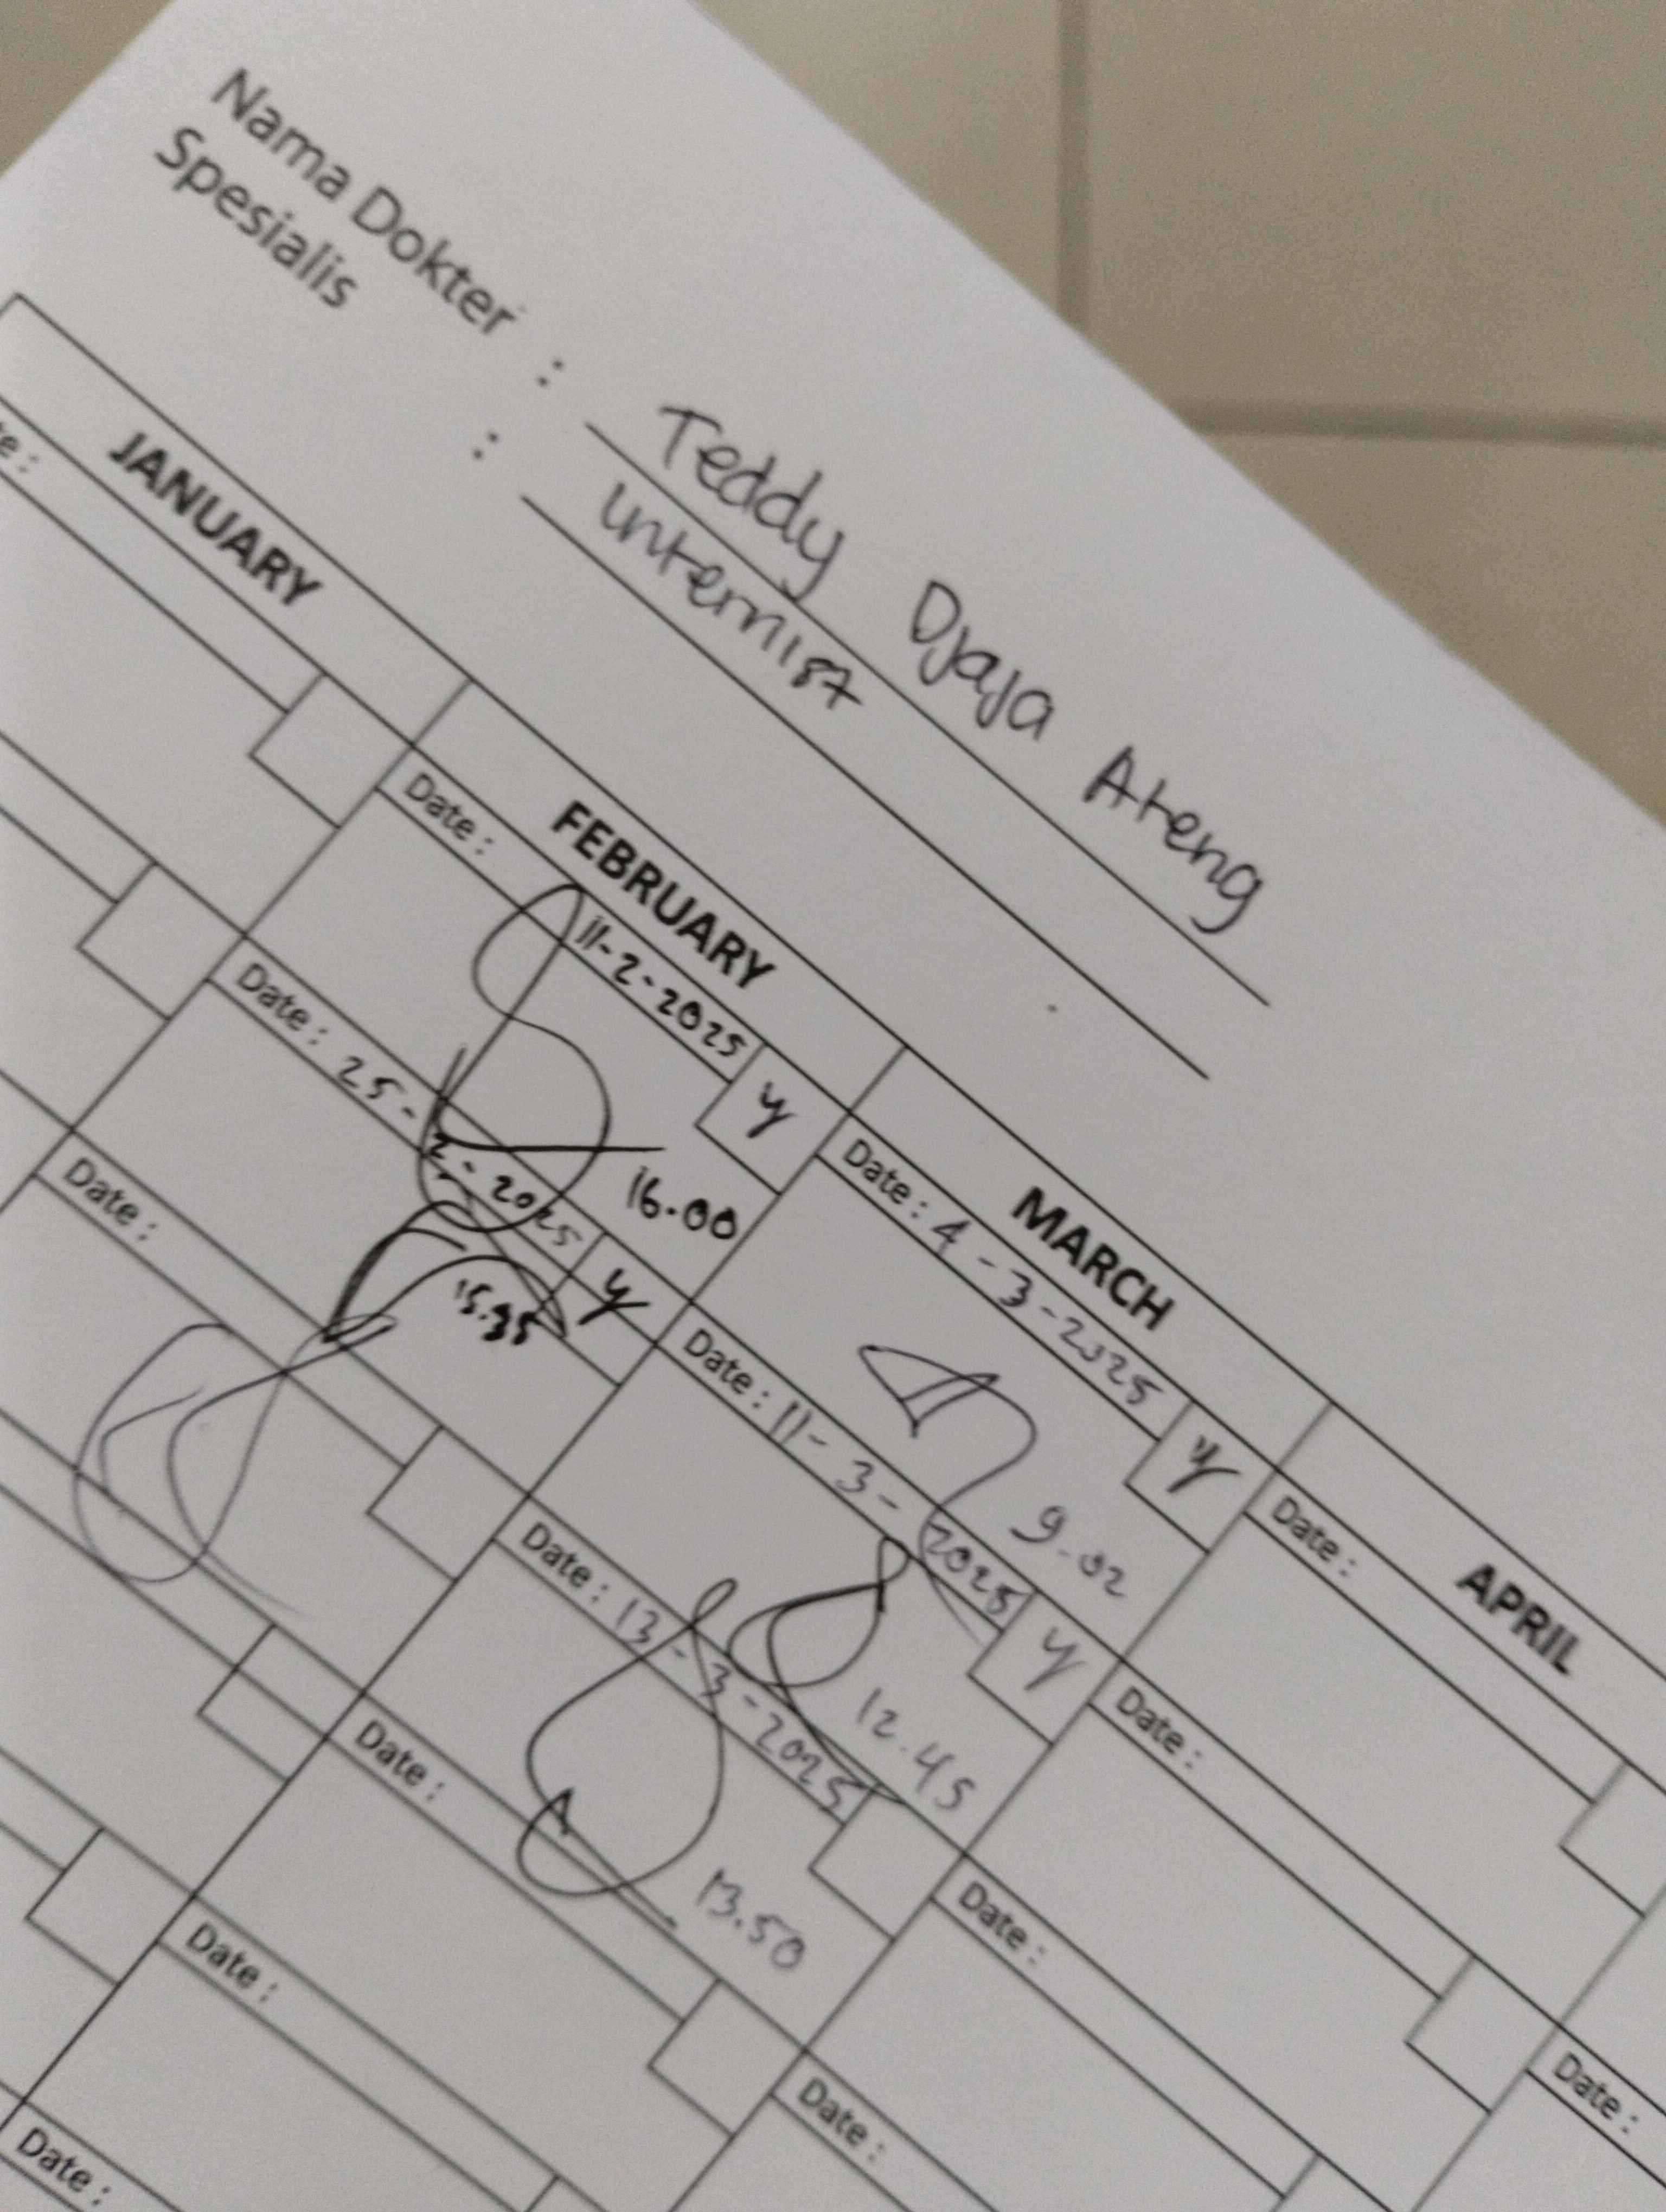 Nama Dokter : Teddy Djaja Ateng
Spesialis : Internist
JANUARY FEBRUARY MARCH APRIL
te : Date : 11-2-2025 y Date : 4-3-2025 y Date :
16.00 9.02
Date : 25-2-2025 y Date : 11-3-2025 y Date :
15.35 12.45
Date : Date : 13-3-2025 Date :
13.50
Date : Date : Date :
Date :
Date :